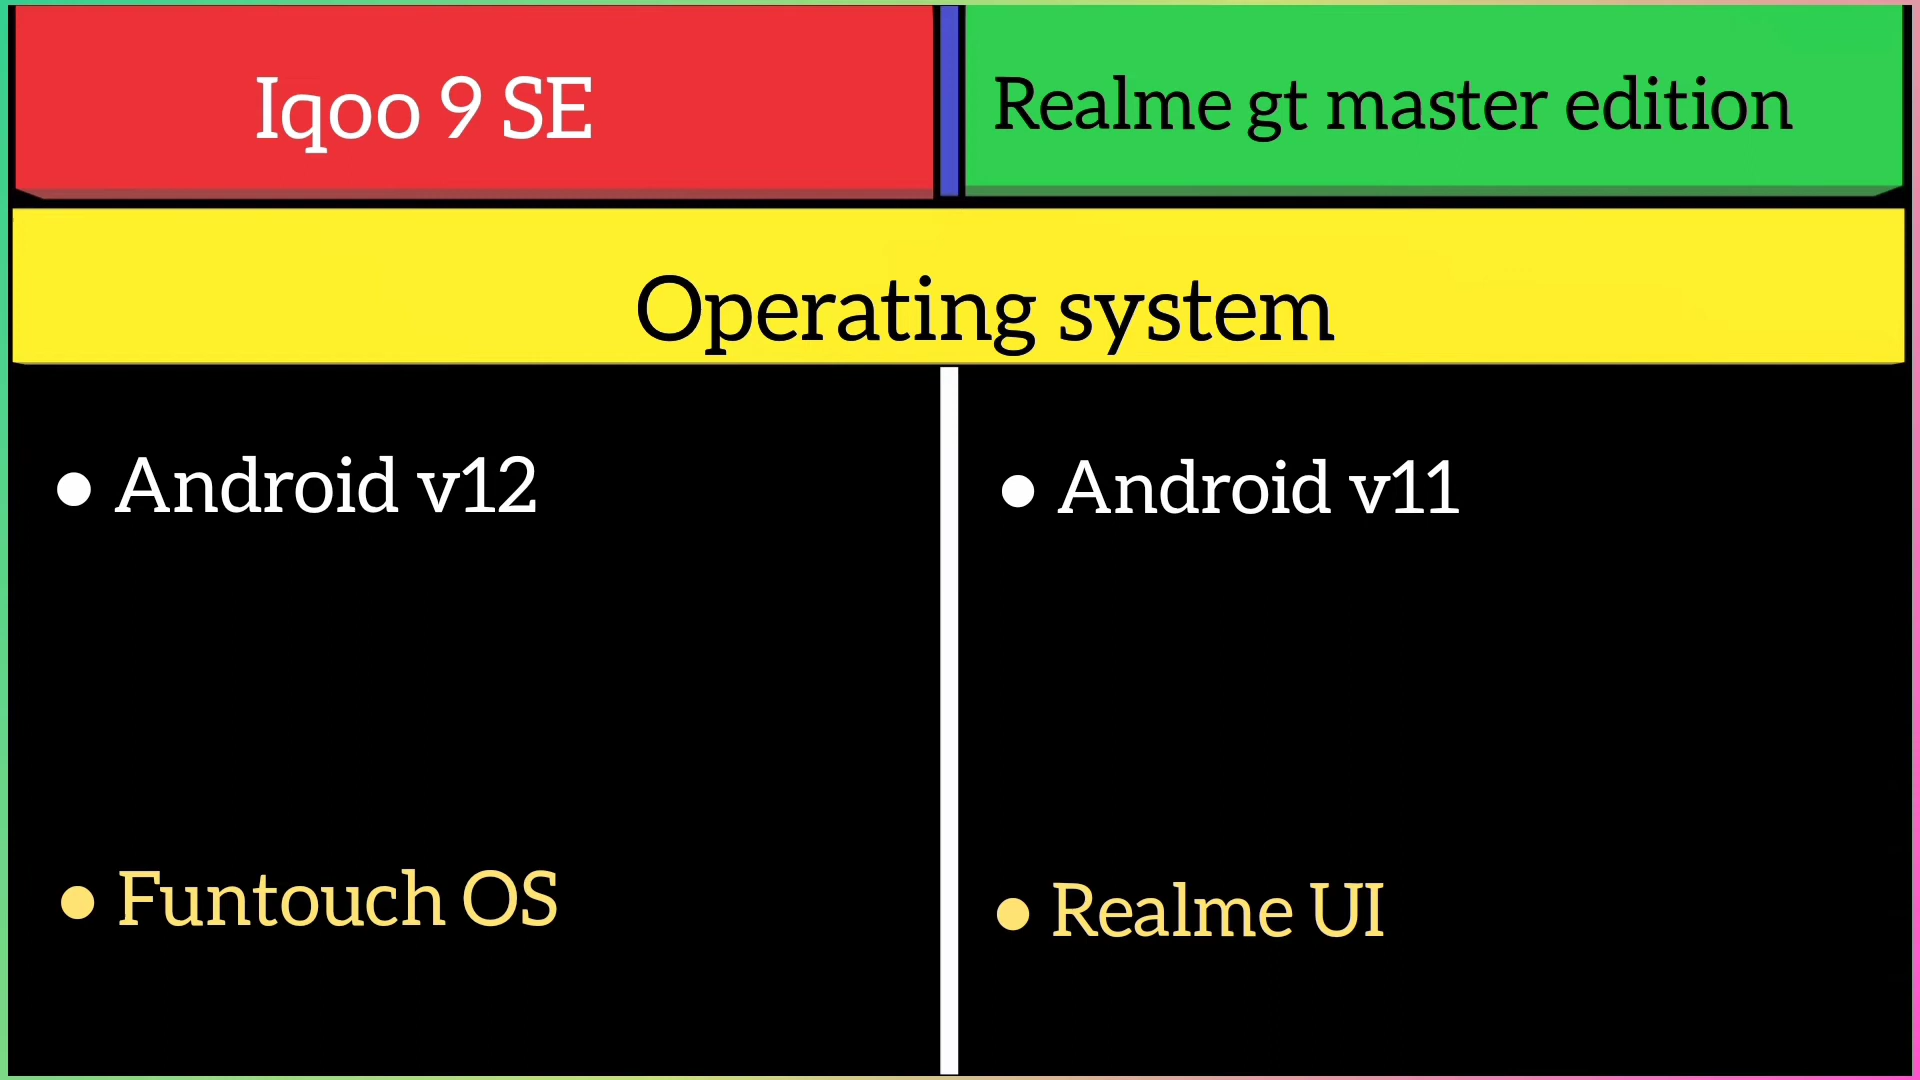 Iqoo 9 SE
Realme gt master edition
Operating system
• Android v12
• Android v11
• Funtouch OS
• Realme UI